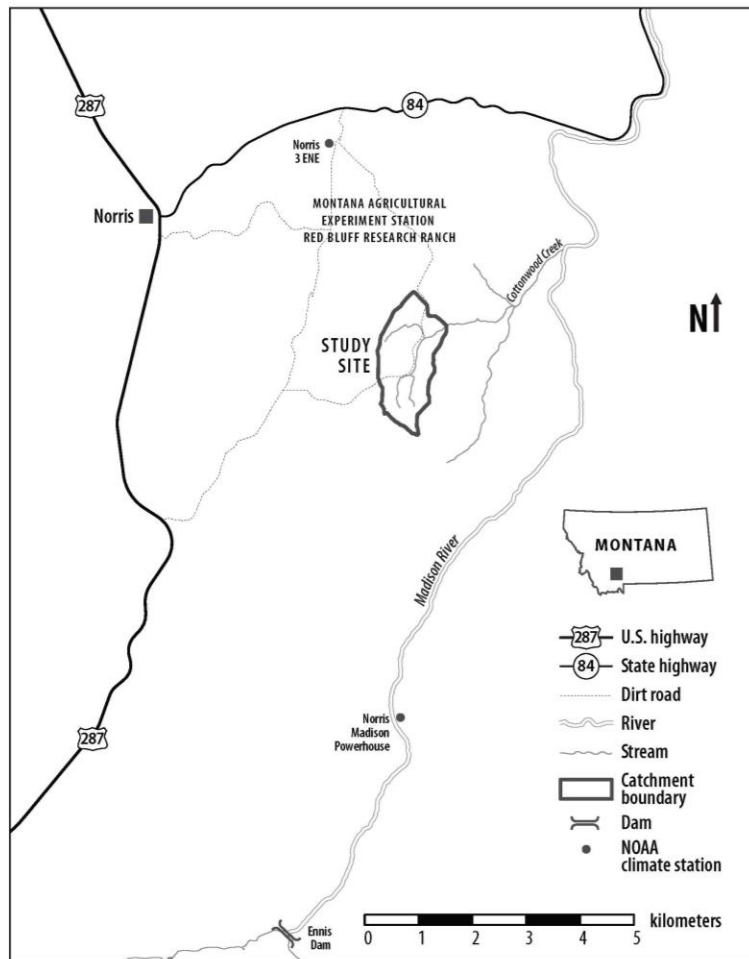 287
84
Norris
3 ENE
Norris
MONTANA AGRICULTURAL
EXPERIMENT STATION
RED BLUFF RESEARCH RANCH
Cottonwood Creek
N
STUDY
SITE
MONTANA
Madison River
287 U.S. highway
84 State highway
Dirt road
River
Stream
Catchment
boundary
Dam
NOAA
climate station
Norris
Madison
Powerhouse
287
Ennis
Dam
kilometers
0 1 2 3 4 5